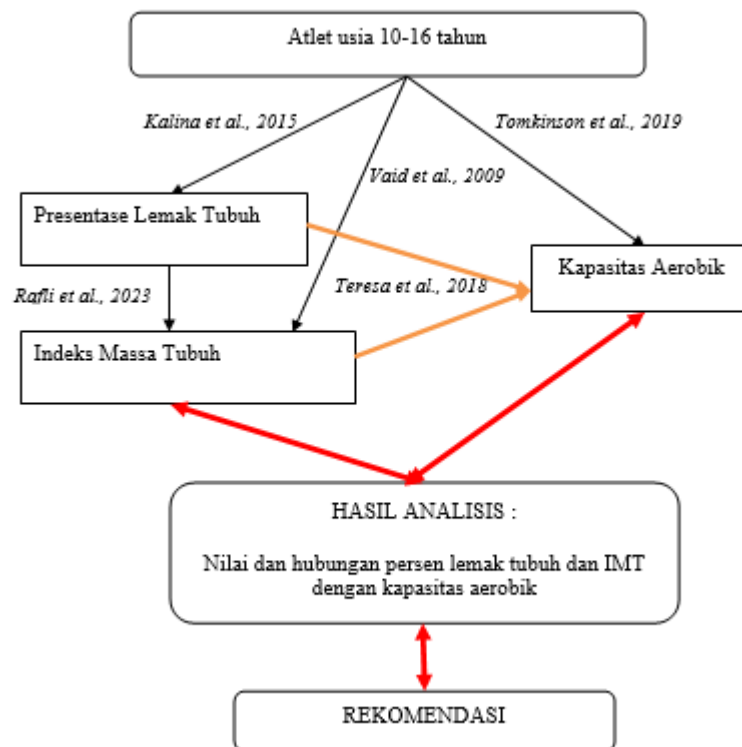 Atlet usia 10-16 tahun
Kalina et al., 2015
Tomkinson et al., 2019
Vaid et al., 2009
Presentase Lemak Tubuh
Kapasitas Aerobik
Rafli et al., 2023
Teresa et al., 2018
Indeks Massa Tubuh
HASIL ANALISIS :
Nilai dan hubungan persen lemak tubuh dan IMT
dengan kapasitas aerobik
REKOMENDASI